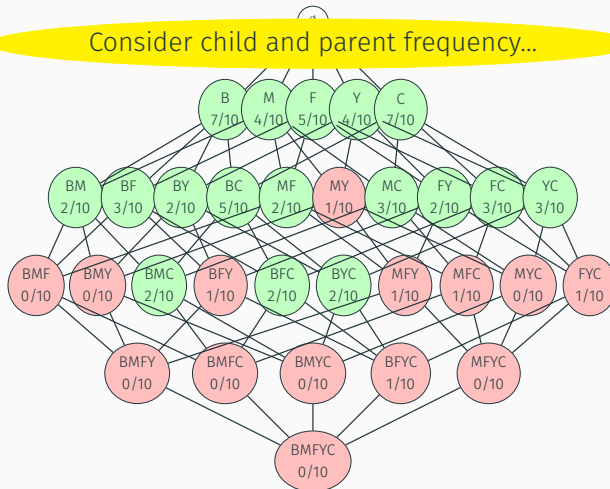 Consider child and parent frequency...
B M F Y C
7/10 4/10 5/10 4/10 7/10
BM BF BY BC MF MY MC FY FC YC
2/10 3/10 2/10 5/10 2/10 1/10 3/10 2/10 3/10 3/10
BMF BMY BMC BFY BFC BYC MFY MFC MYC FYC
0/10 0/10 2/10 1/10 2/10 2/10 1/10 1/10 0/10 1/10
BMFY BMFC BMYC BFYC MFYC
0/10 0/10 0/10 1/10 0/10
BMFYC
0/10